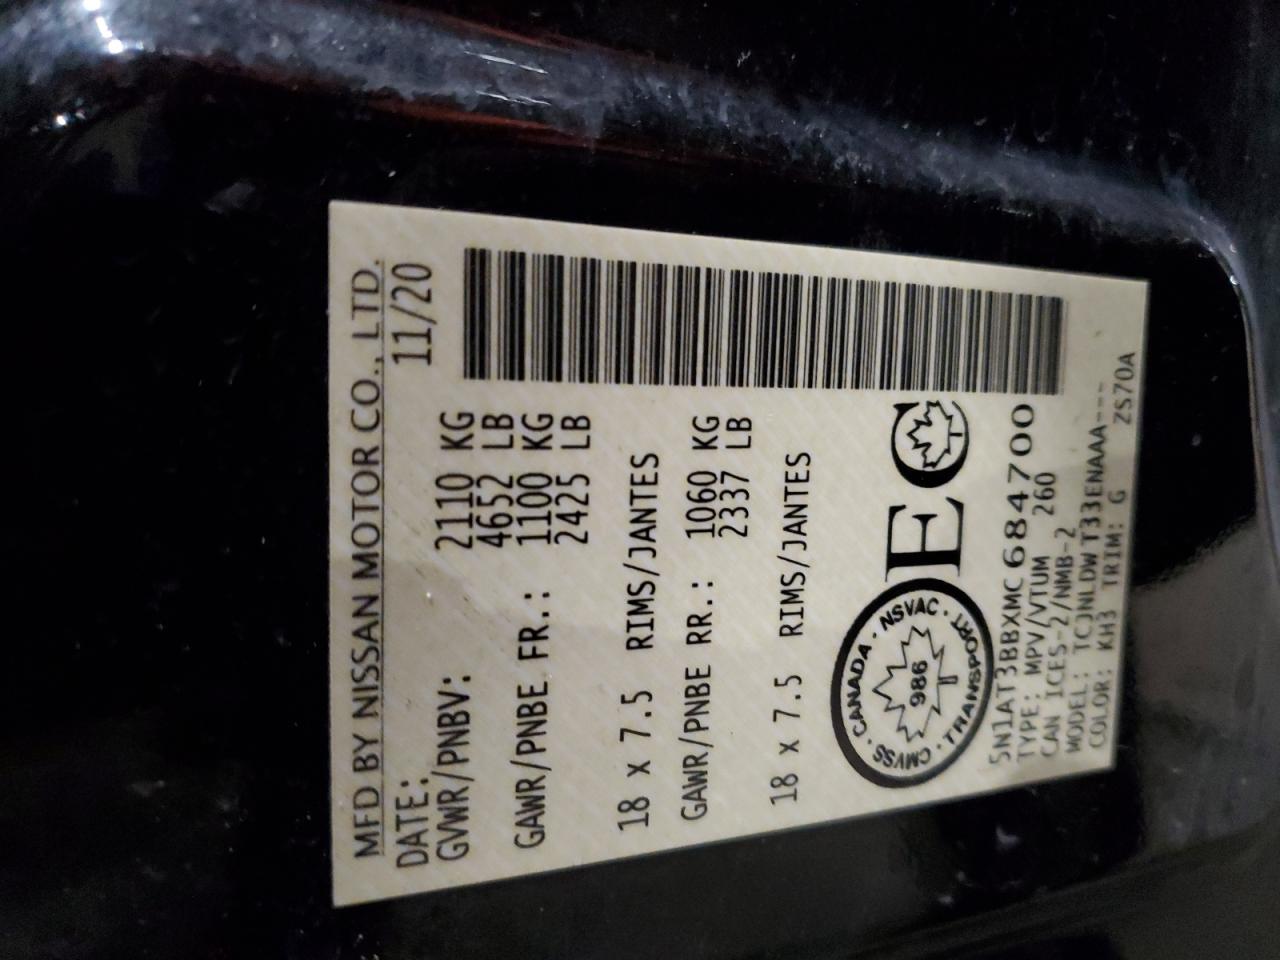 MFD BY NISSAN MOTOR CO., LTD.
DATE: 11/20
GVWR/PNBV: 2110 KG
4652 LB
GAWR/PNBE FR.: 1100 KG
2425 LB
18 x 7.5 RIMS/JANTES
GAWR/PNBE RR.: 1060 KG
2337 LB
18 x 7.5 RIMS/JANTES
CMVSS · CANADA · NSVAC · TRANSPORT ·
986
EC
5N1AT3BBXMC684700
TYPE: MPV/VTUM 260
CAN ICES-2/NMB-2
MODEL: TCJNLDWT33ENAAA---
COLOR: KH3 TRIM: G ZS70A